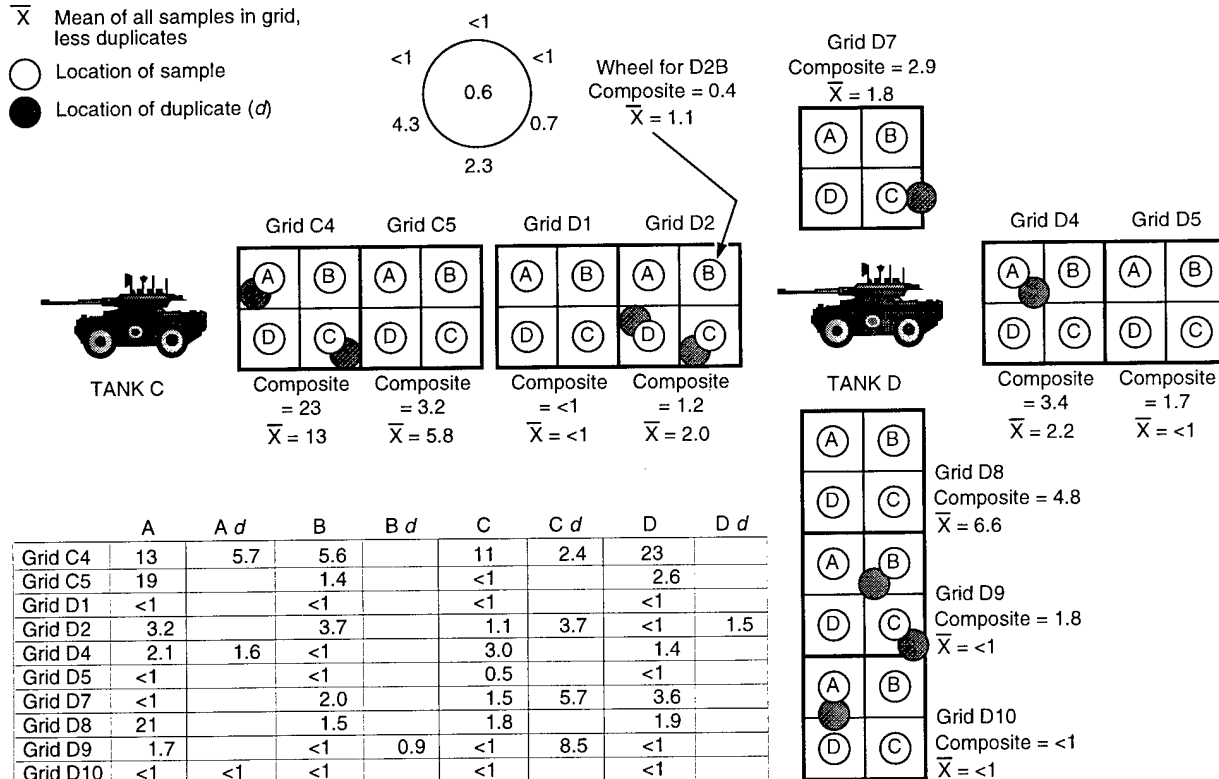 X̄ Mean of all samples in grid,
less duplicates
Location of sample
Location of duplicate (d)
<1
<1
<1
0.6
4.3
0.7
2.3
Wheel for D2B
Composite = 0.4
X̄ = 1.1
Grid D7
Composite = 2.9
X̄ = 1.8
A B
D C
Grid C4 Grid C5 Grid D1 Grid D2
A B A B A B A B
D C D C D C D C
Grid D4 Grid D5
A B A B
D C D C
TANK C
Composite
= 23
X̄ = 13
Composite
= 3.2
X̄ = 5.8
Composite
= <1
X̄ = <1
Composite
= 1.2
X̄ = 2.0
TANK D
Composite
= 3.4
X̄ = 2.2
Composite
= 1.7
X̄ = <1
A B
D C
Grid D8
Composite = 4.8
X̄ = 6.6
A B
D C
Grid D9
Composite = 1.8
X̄ = <1
A B
D C
Grid D10
Composite = <1
X̄ = <1
A A d B B d C C d D D d
Grid C4 13 5.7 5.6 11 2.4 23
Grid C5 19 1.4 <1 2.6
Grid D1 <1 <1 <1 <1
Grid D2 3.2 3.7 1.1 3.7 <1 1.5
Grid D4 2.1 1.6 <1 3.0 1.4
Grid D5 <1 <1 0.5 <1
Grid D7 <1 2.0 1.5 5.7 3.6
Grid D8 21 1.5 1.8 1.9
Grid D9 1.7 <1 0.9 <1 8.5 <1
Grid D10 <1 <1 <1 <1 <1